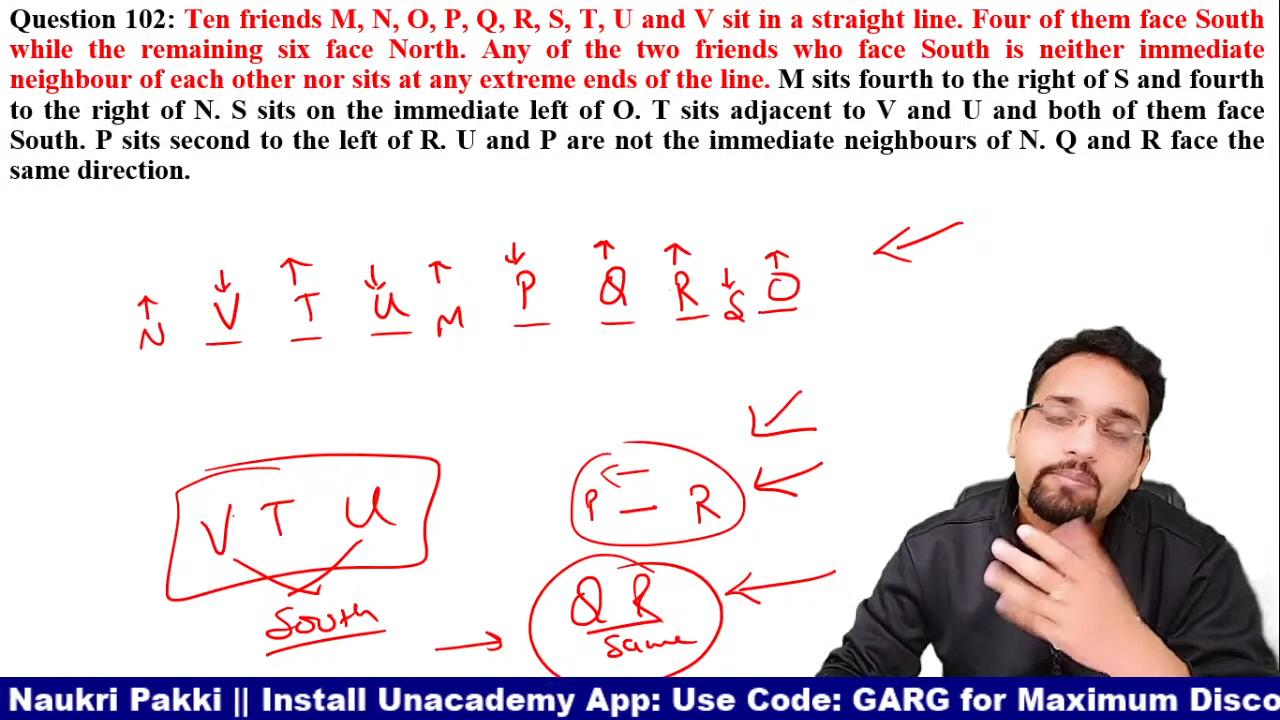 Question 102: Ten friends M, N, O, P, Q, R, S, T, U and V sit in a straight line. Four of them face South
while the remaining six face North. Any of the two friends who face South is neither immediate
neighbour of each other nor sits at any extreme ends of the line. M sits fourth to the right of S and fourth
to the right of N. S sits on the immediate left of O. T sits adjacent to V and U and both of them face
South. P sits second to the left of R. U and P are not the immediate neighbours of N. Q and R face the
same direction.
N V T U M P Q R S O
V T U
South
P R
Q R
same
Naukri Pakki || Install Unacademy App: Use Code: GARG for Maximum Disco